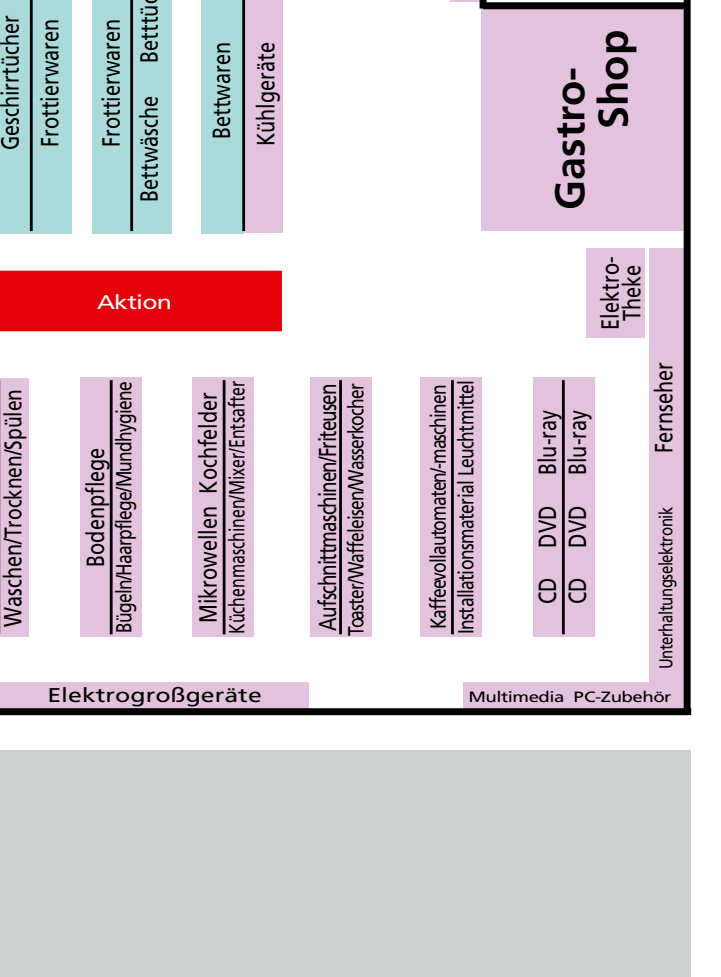 Geschirrtücher
Frottierwaren
Frottierwaren
Bettwäsche
Bettwaren
Kühlgeräte
Gastro-
Shop
Aktion
Elektro-
Theke
Fernseher
Unterhaltungselektronik
Waschen/Trocknen/Spülen
Bodenpflege
Bügeln/Haarpflege/Mundhygiene
Mikrowellen Kochfelder
Küchenmaschinen/Mixer/Entsafter
Aufschnittmaschinen/Friteusen
Toaster/Waffeleisen/Wasserkocher
Kaffeevollautomaten/-maschinen
Installationsmaterial Leuchtmittel
CD DVD Blu-ray
CD DVD Blu-ray
Elektrogroßgeräte
Multimedia PC-Zubehör